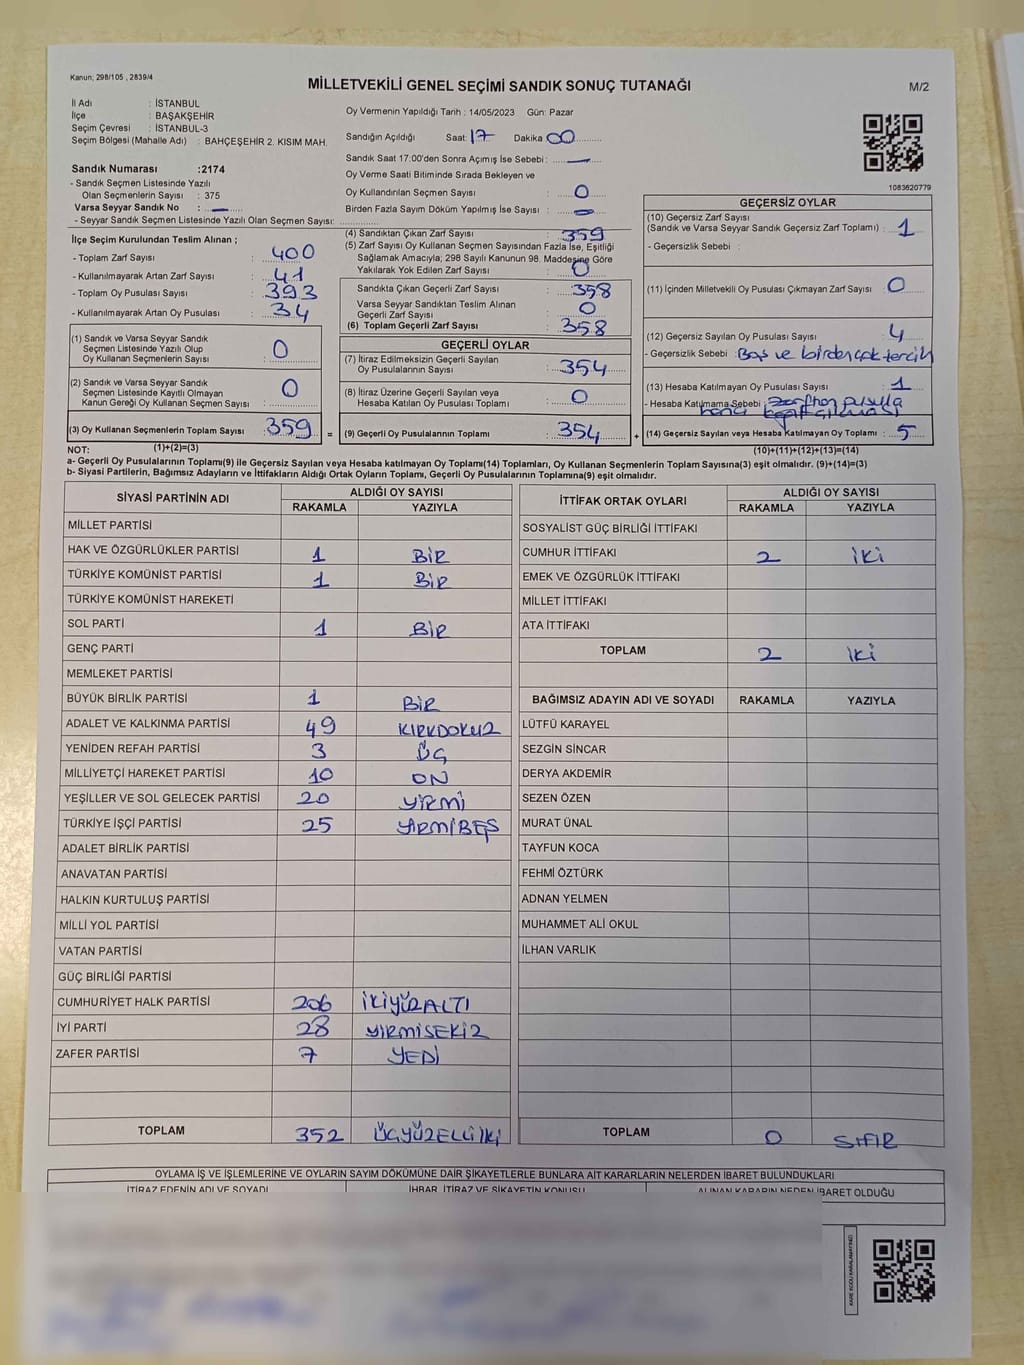 Kanun; 298/105 , 2839/4
MİLLETVEKİLİ GENEL SEÇİMİ SANDIK SONUÇ TUTANAĞI
M/2
İl Adı : İSTANBUL
İlçe : BAŞAKŞEHİR
Seçim Çevresi : İSTANBUL-3
Seçim Bölgesi (Mahalle Adı) : BAHÇEŞEHİR 2. KISIM MAH.
Sandık Numarası :2174
- Sandık Seçmen Listesinde Yazılı
Olan Seçmenlerin Sayısı : 375
Varsa Seyyar Sandık No : —
- Seyyar Sandık Seçmen Listesinde Yazılı Olan Seçmen Sayısı:
İlçe Seçim Kurulundan Teslim Alınan ;
- Toplam Zarf Sayısı : 400
- Kullanılmayarak Artan Zarf Sayısı : 41
- Toplam Oy Pusulası Sayısı : 393
- Kullanılmayarak Artan Oy Pusulası : 34
(1) Sandık ve Varsa Seyyar Sandık
Seçmen Listesinde Yazılı Olup
Oy Kullanan Seçmenlerin Sayısı : 0
(2) Sandık ve Varsa Seyyar Sandık
Seçmen Listesinde Kayıtlı Olmayan
Kanun Gereği Oy Kullanan Seçmen Sayısı : 0
(3) Oy Kullanan Seçmenlerin Toplam Sayısı : 359
(1)+(2)=(3)
Oy Vermenin Yapıldığı Tarih : 14/05/2023 Gün: Pazar
Sandığın Açıldığı Saat: 17 Dakika 00
Sandık Saat 17.00'den Sonra Açımış İse Sebebi : —
Oy Verme Saati Bitiminde Sırada Bekleyen ve
Oy Kullandırılan Seçmen Sayısı : 0
Birden Fazla Sayım Döküm Yapılmış İse Sayısı : —
(4) Sandıktan Çıkan Zarf Sayısı : 359
(5) Zarf Sayısı Oy Kullanan Seçmen Sayısından Fazla İse, Eşitliği
Sağlamak Amacıyla; 298 Sayılı Kanunun 98. Maddesine Göre
Yakılarak Yok Edilen Zarf Sayısı : 0
Sandıkta Çıkan Geçerli Zarf Sayısı : 358
Varsa Seyyar Sandıktan Teslim Alınan
Geçerli Zarf Sayısı : 0
(6) Toplam Geçerli Zarf Sayısı : 358
GEÇERLİ OYLAR
(7) İtiraz Edilmeksizin Geçerli Sayılan
Oy Pusulalarının Sayısı : 354
(8) İtiraz Üzerine Geçerli Sayılan veya
Hesaba Katılan Oy Pusulası Toplamı : 0
= (9) Geçerli Oy Pusulalarının Toplamı : 354 +
1083620779
GEÇERSİZ OYLAR
(10) Geçersiz Zarf Sayısı
(Sandık ve Varsa Seyyar Sandık Geçersiz Zarf Toplamı) : 1
- Geçersizlik Sebebi :
(11) İçinden Milletvekili Oy Pusulası Çıkmayan Zarf Sayısı : 0
(12) Geçersiz Sayılan Oy Pusulası Sayısı : 4
- Geçersizlik Sebebi : Boş ve birden çok tercih
(13) Hesaba Katılmayan Oy Pusulası Sayısı : 1
- Hesaba Katılmama Sebebi : Zarftan pusula
çıkması
(14) Geçersiz Sayılan veya Hesaba Katılmayan Oy Toplamı : 5
(10)+(11)+(12)+(13)=(14)
NOT:
a- Geçerli Oy Pusulalarının Toplamı(9) ile Geçersiz Sayılan veya Hesaba katılmayan Oy Toplam(14) Toplamları, Oy Kullanan Seçmenlerin Toplam Sayısına(3) eşit olmalıdır. (9)+(14)=(3)
b- Siyasi Partilerin, Bağımsız Adayların ve İttifakların Aldığı Ortak Oyların Toplamı, Geçerli Oy Pusulalarının Toplamına(9) eşit olmalıdır.
SİYASİ PARTİNİN ADI ALDIĞI OY SAYISI
RAKAMLA YAZIYLA
MİLLET PARTİSİ
HAK VE ÖZGÜRLÜKLER PARTİSİ 1 BİR
TÜRKİYE KOMÜNİST PARTİSİ 1 BİR
TÜRKİYE KOMÜNİST HAREKETİ
SOL PARTİ 1 BİR
GENÇ PARTİ
MEMLEKET PARTİSİ
BÜYÜK BİRLİK PARTİSİ 1 BİR
ADALET VE KALKINMA PARTİSİ 49 KIRKDOKUZ
YENİDEN REFAH PARTİSİ 3 ÜÇ
MİLLİYETÇİ HAREKET PARTİSİ 10 ON
YEŞİLLER VE SOL GELECEK PARTİSİ 20 YİRMİ
TÜRKİYE İŞÇİ PARTİSİ 25 YİRMİBEŞ
ADALET BİRLİK PARTİSİ
ANAVATAN PARTİSİ
HALKIN KURTULUŞ PARTİSİ
MİLLİ YOL PARTİSİ
VATAN PARTİSİ
GÜÇ BİRLİĞİ PARTİSİ
CUMHURİYET HALK PARTİSİ 206 İKİYÜZALTI
İYİ PARTİ 28 YİRMİSEKİZ
ZAFER PARTİSİ 7 YEDİ
TOPLAM 352 ÜÇYÜZELLİİKİ
İTTİFAK ORTAK OYLARI ALDIĞI OY SAYISI
RAKAMLA YAZIYLA
SOSYALİST GÜÇ BİRLİĞİ İTTİFAKI
CUMHUR İTTİFAKI 2 İKİ
EMEK VE ÖZGÜRLÜK İTTİFAKI
MİLLET İTTİFAKI
ATA İTTİFAKI
TOPLAM 2 İKİ
BAĞIMSIZ ADAYIN ADI VE SOYADI RAKAMLA YAZIYLA
LÜTFÜ KARAYEL
SEZGİN SİNCAR
DERYA AKDEMİR
SEZEN ÖZEN
MURAT ÜNAL
TAYFUN KOCA
FEHMİ ÖZTÜRK
ADNAN YELMEN
MUHAMMET ALİ OKUL
İLHAN VARLIK
TOPLAM 0 SIFIR
OYLAMA İŞ VE İŞLEMLERİNE VE OYLARIN SAYIM DÖKÜMÜNE DAİR ŞİKAYETLERLE BUNLARA AİT KARARLARIN NELERDEN İBARET BULUNDUKLARI
İTİRAZ EDENİN ADI VE SOYADI İHBAR, İTİRAZ VE ŞİKAYETİN KONUSU ALINAN KARARIN NEDEN İBARET OLDUĞU
KARE KODU KARALAMAYINIZ!